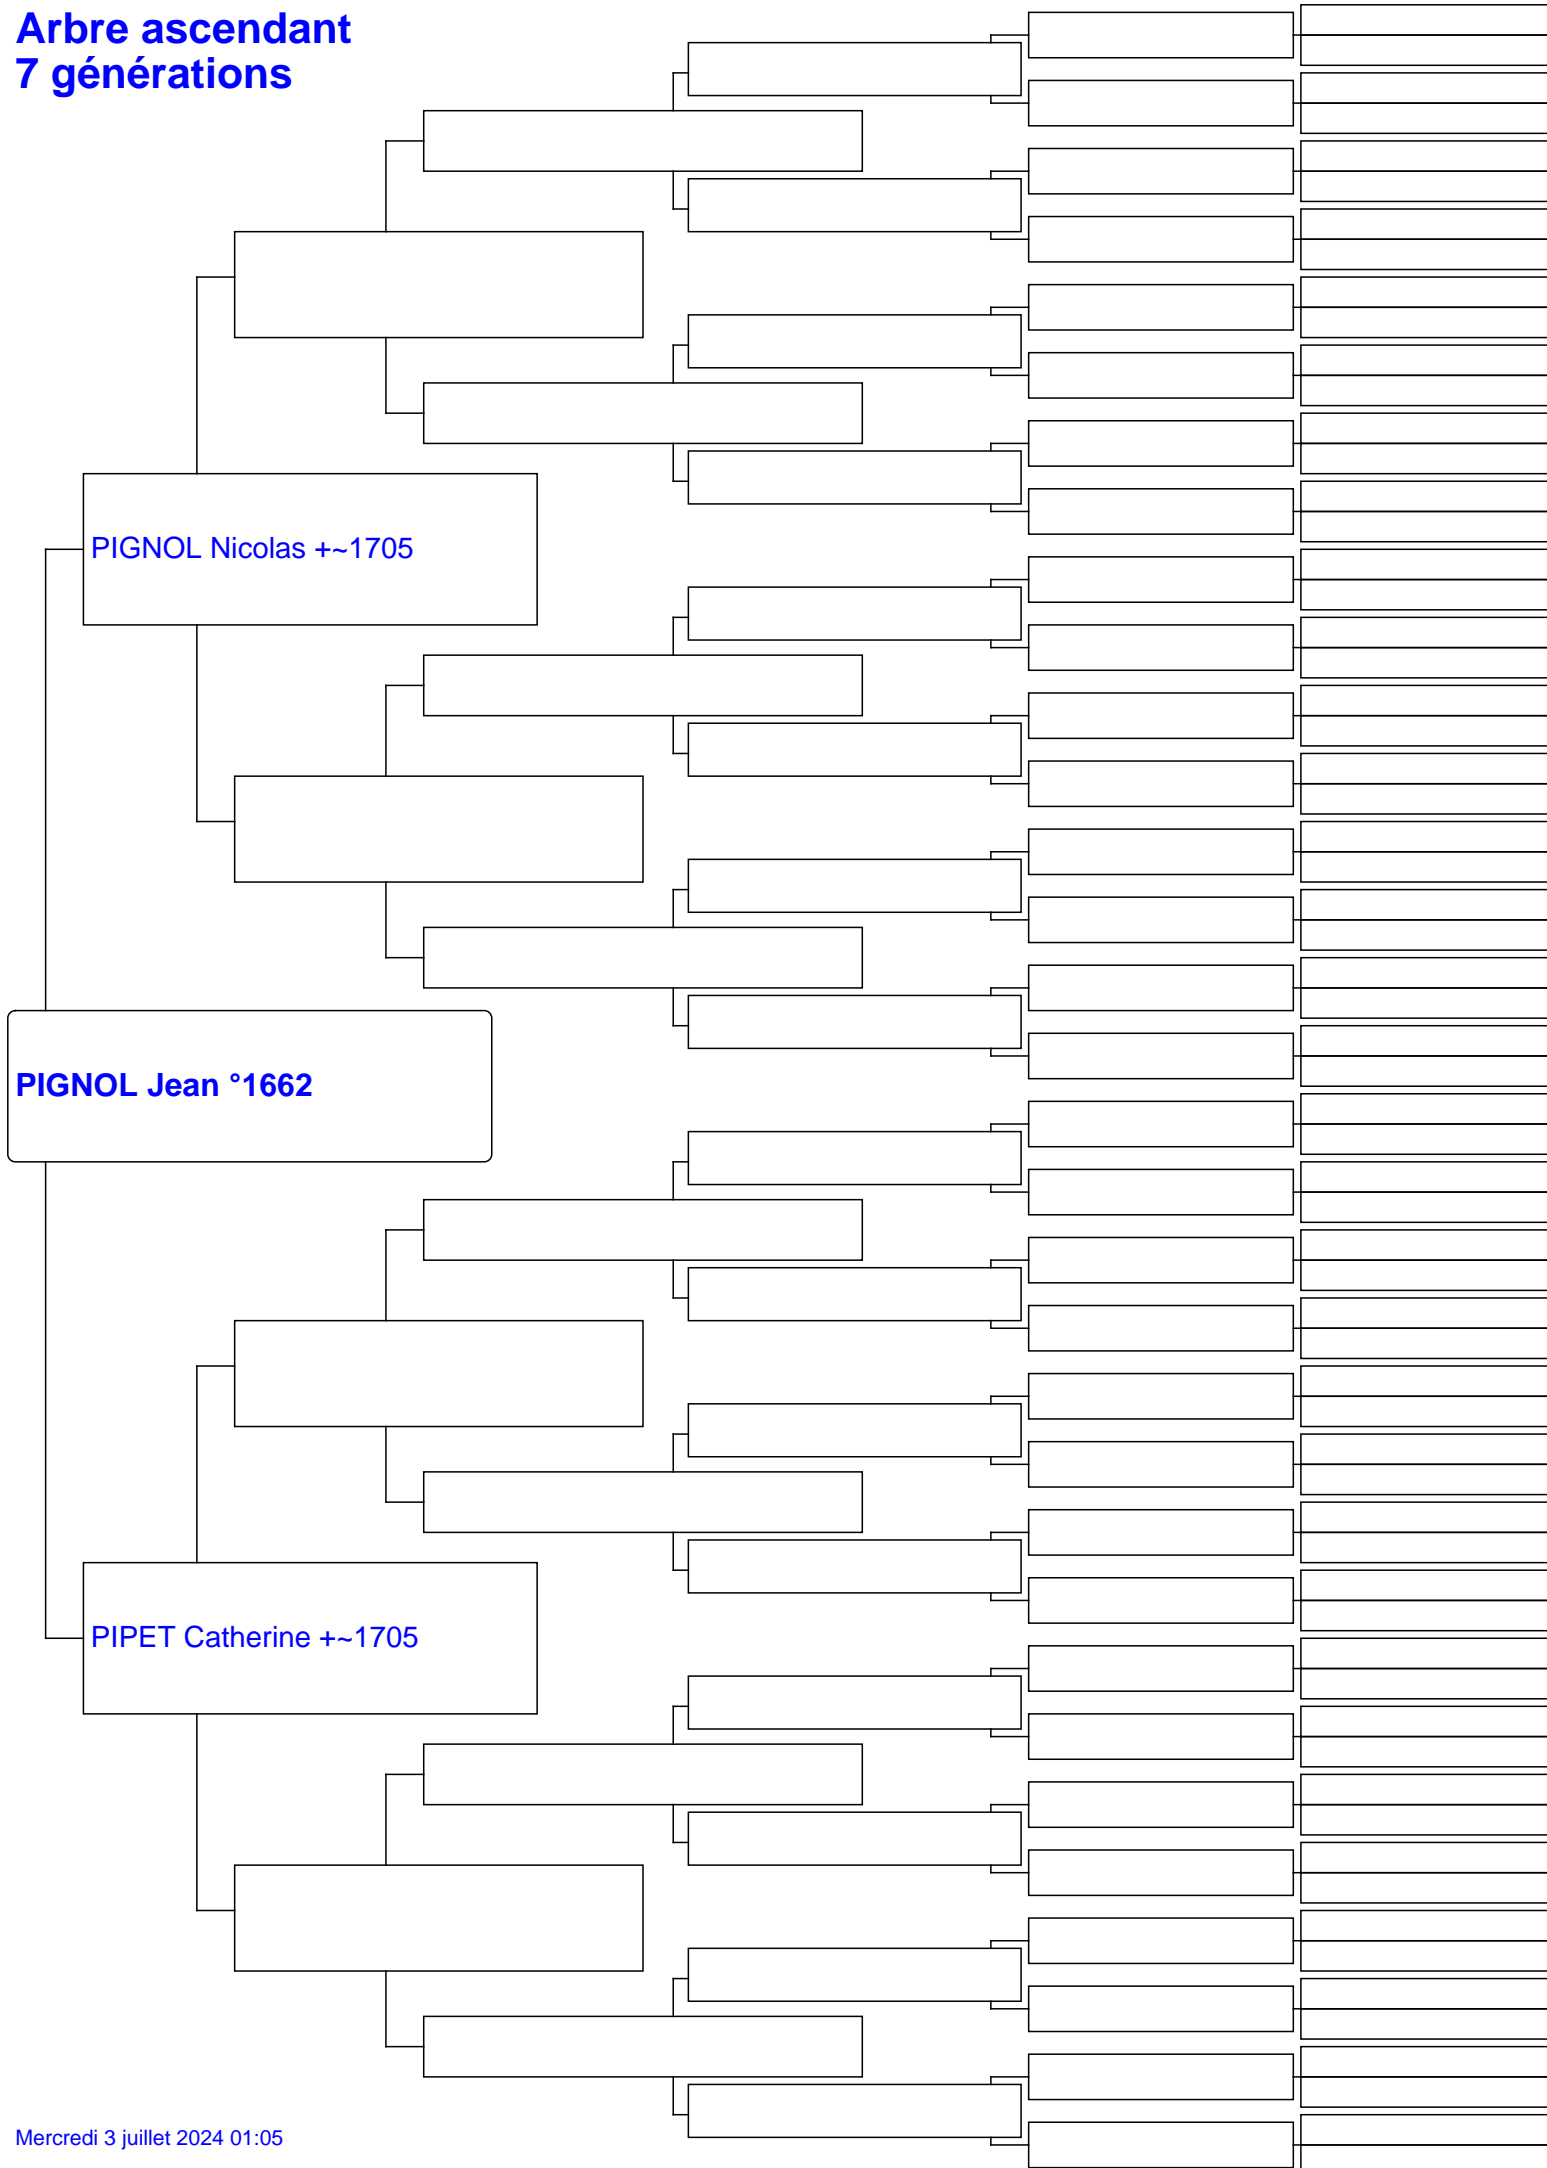 Arbre ascendant
7 générations
PIGNOL Nicolas +~1705
PIGNOL Jean °1662
PIPET Catherine +~1705
Mercredi 3 juillet 2024 01:05